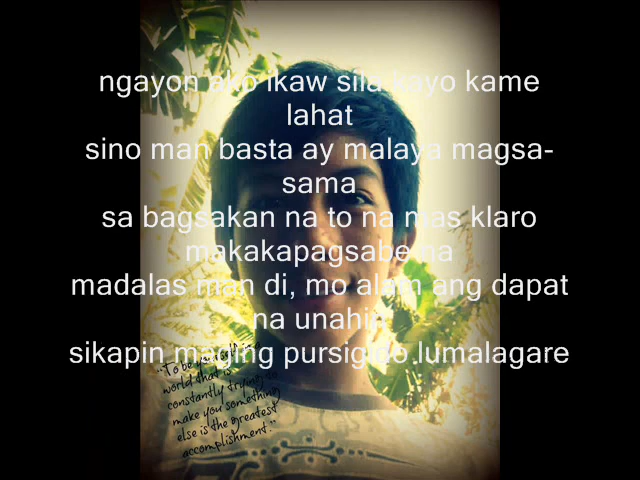 ngayon ako ikaw sila kayo kame
lahat
sino man basta ay malaya magsa-
sama
sa bagsakan na to na mas klaro
makakapagsabe na
madalas man di, mo alam ang dapat
na unahin
sikapin maging pursigido lumalagare
"To be yourself in a
world that is
constantly trying to
make you something
else is the greatest
accomplishment."